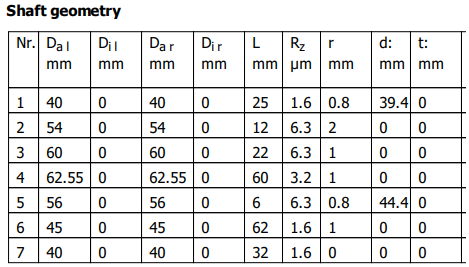 Shaft geometry
Nr. Da l Di l Da r Di r L Rz r d: t:
mm mm mm mm mm µm mm mm mm
1 40 0 40 0 25 1.6 0.8 39.4 0
2 54 0 54 0 12 6.3 2 0 0
3 60 0 60 0 22 6.3 1 0 0
4 62.55 0 62.55 0 60 3.2 1 0 0
5 56 0 56 0 6 6.3 0.8 44.4 0
6 45 0 45 0 62 1.6 1 0 0
7 40 0 40 0 32 1.6 0 0 0